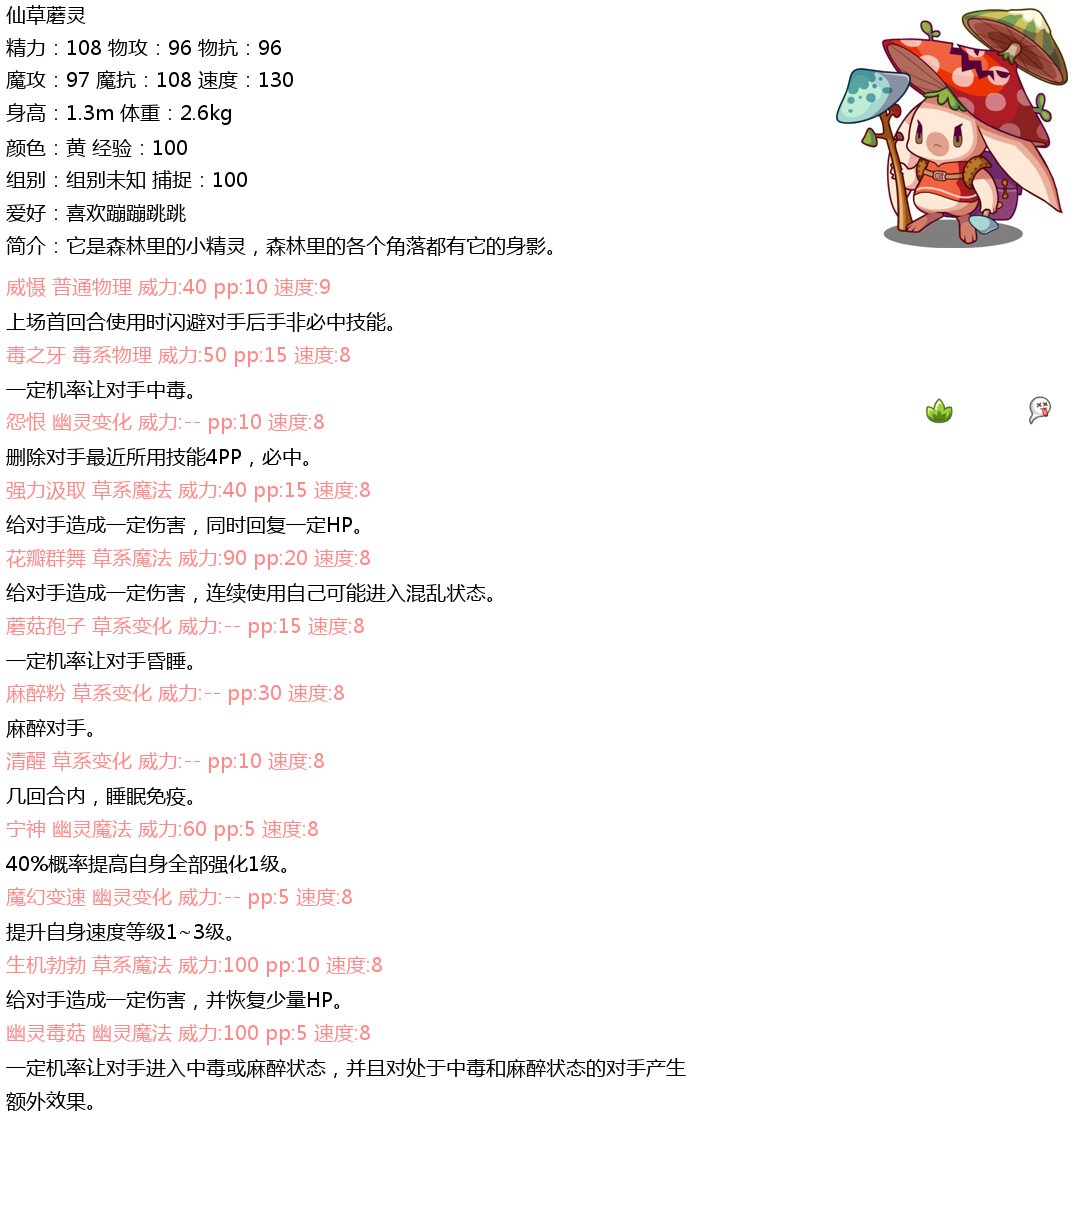 仙草蘑灵
精力：108 物攻：96 物抗：96
魔攻：97 魔抗：108 速度：130
身高：1.3m 体重：2.6kg
颜色：黄 经验：100
组别：组别未知 捕捉：100
爱好：喜欢蹦蹦跳跳
简介：它是森林里的小精灵，森林里的各个角落都有它的身影。
威慑 普通物理 威力:40 pp:10 速度:9
上场首回合使用时闪避对手后手非必中技能。
毒之牙 毒系物理 威力:50 pp:15 速度:8
一定机率让对手中毒。
怨恨 幽灵变化 威力:-- pp:10 速度:8
删除对手最近所用技能4PP，必中。
强力汲取 草系魔法 威力:40 pp:15 速度:8
给对手造成一定伤害，同时回复一定HP。
花瓣群舞 草系魔法 威力:90 pp:20 速度:8
给对手造成一定伤害，连续使用自己可能进入混乱状态。
蘑菇孢子 草系变化 威力:-- pp:15 速度:8
一定机率让对手昏睡。
麻醉粉 草系变化 威力:-- pp:30 速度:8
麻醉对手。
清醒 草系变化 威力:-- pp:10 速度:8
几回合内，睡眠免疫。
宁神 幽灵魔法 威力:60 pp:5 速度:8
40%概率提高自身全部强化1级。
魔幻变速 幽灵变化 威力:-- pp:5 速度:8
提升自身速度等级1~3级。
生机勃勃 草系魔法 威力:100 pp:10 速度:8
给对手造成一定伤害，并恢复少量HP。
幽灵毒菇 幽灵魔法 威力:100 pp:5 速度:8
一定机率让对手进入中毒或麻醉状态，并且对处于中毒和麻醉状态的对手产生
额外效果。